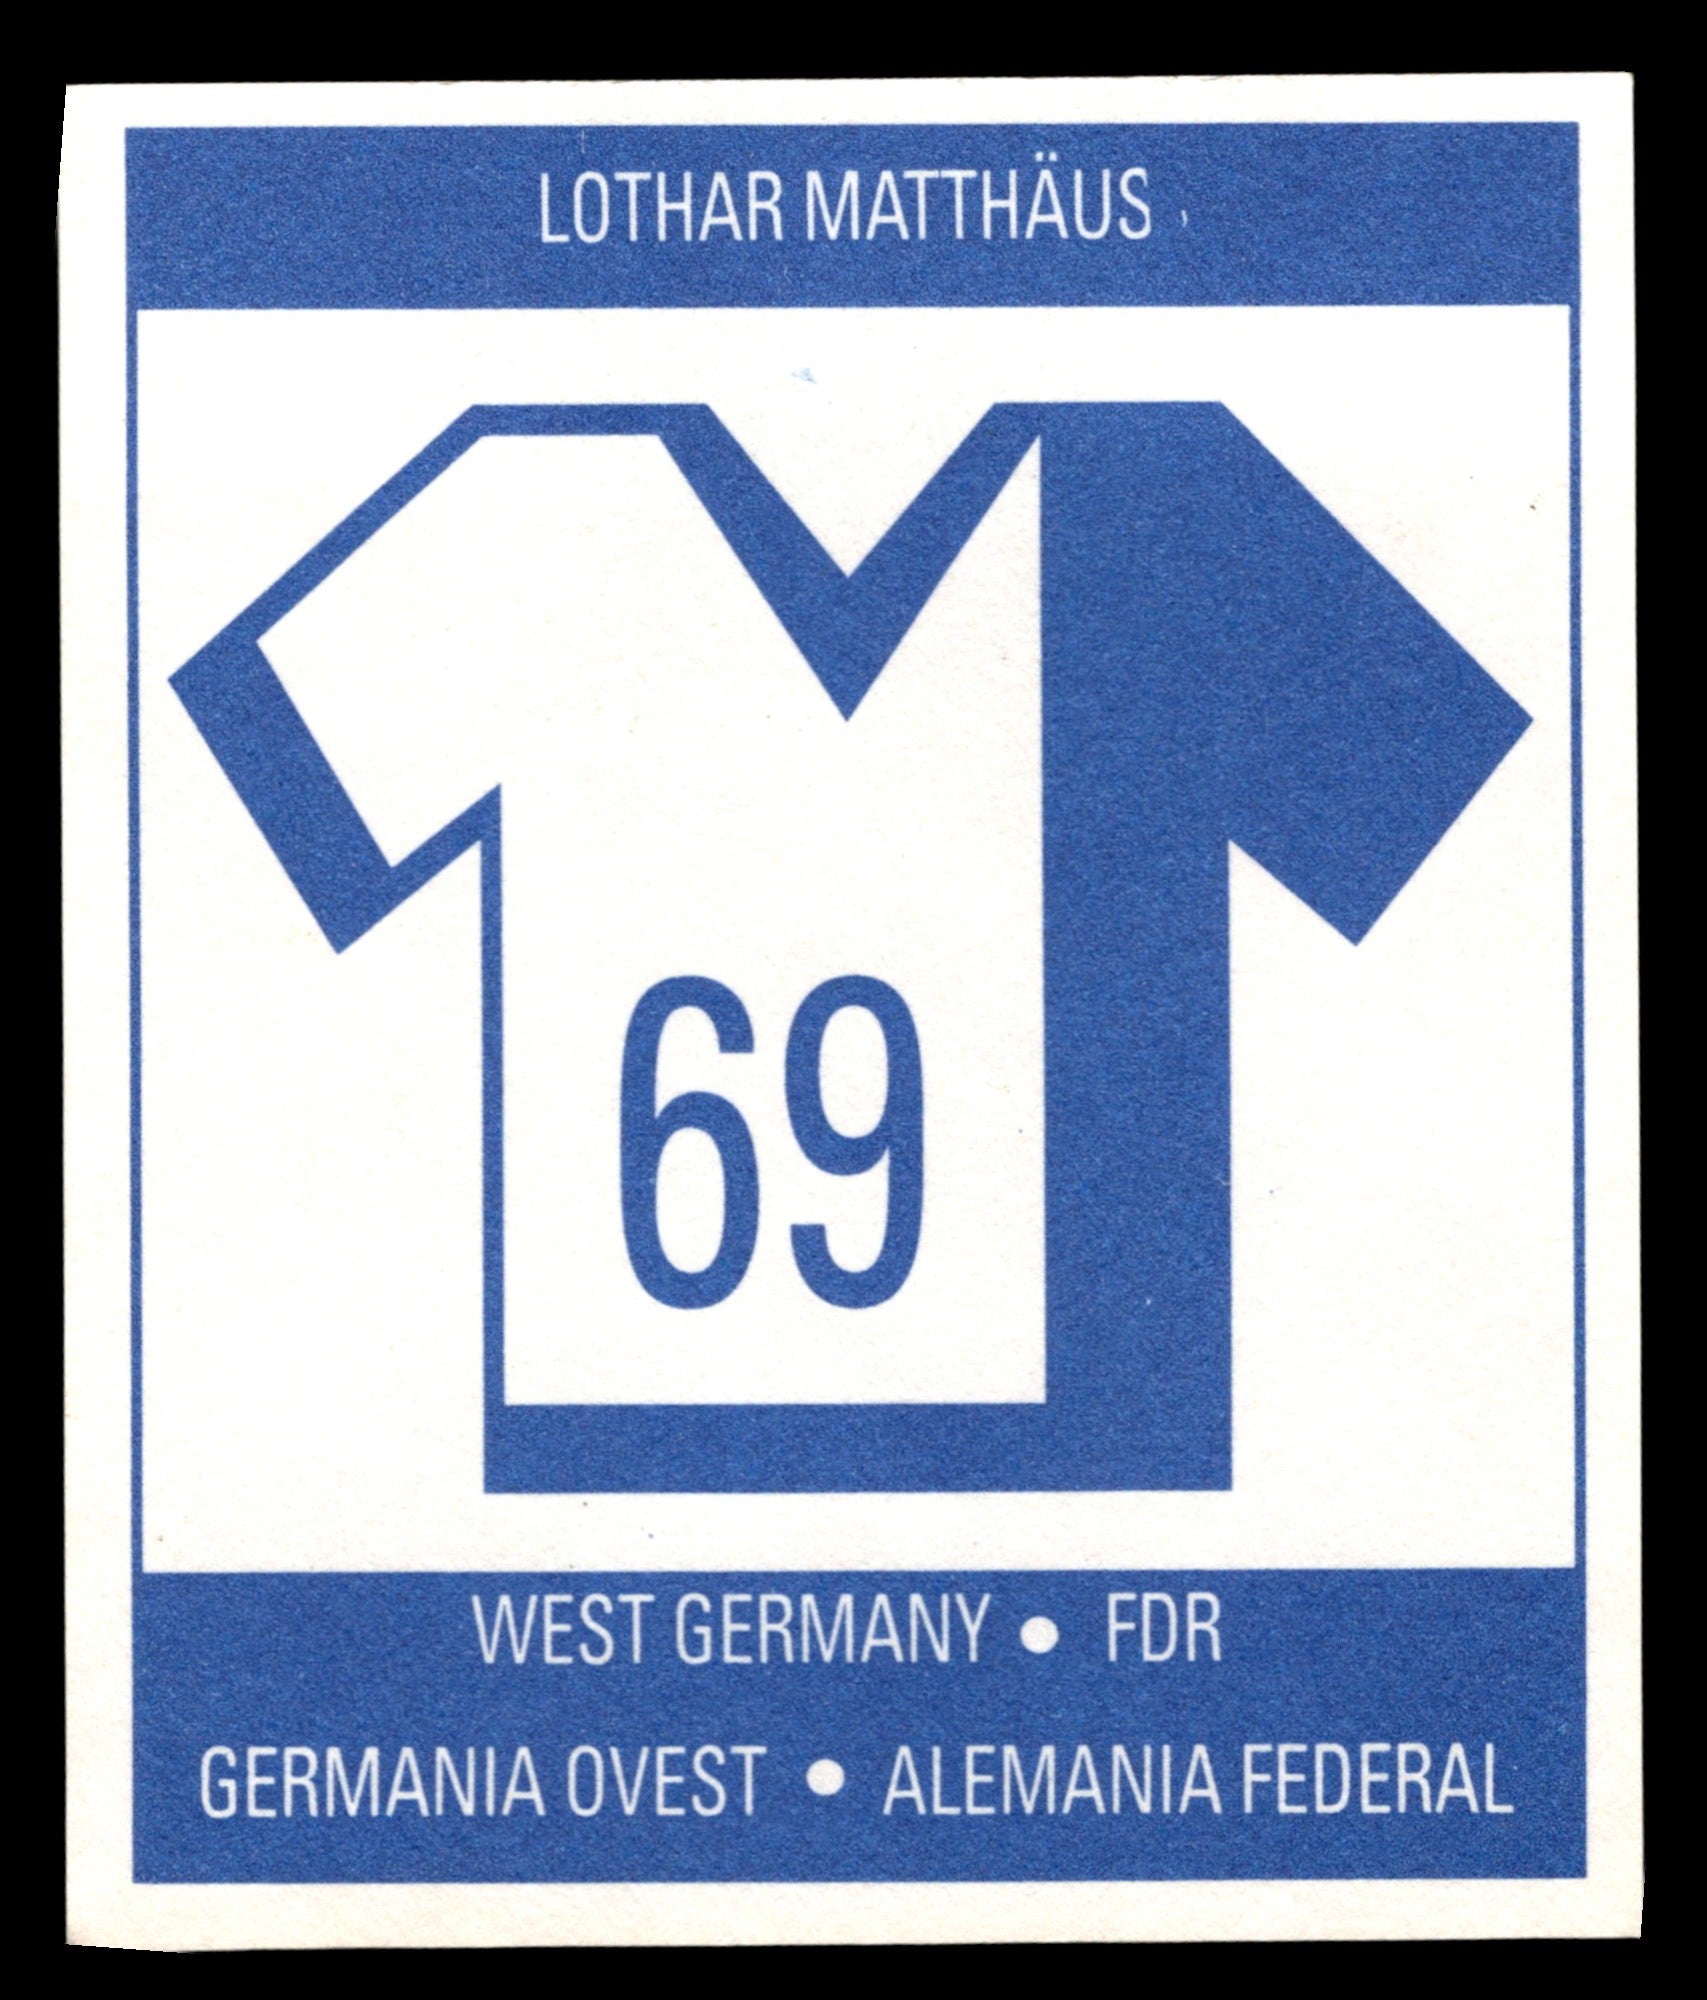 LOTHAR MATTHÄUS
69
WEST GERMANY • FDR
GERMANIA OVEST • ALEMANIA FEDERAL